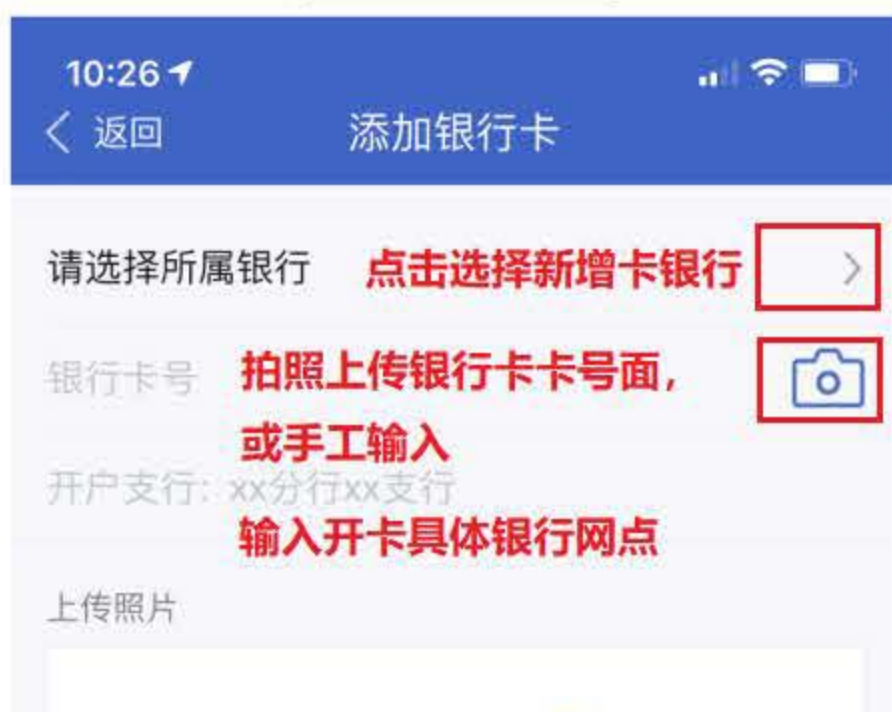 10:26
返回 添加银行卡
请选择所属银行 点击选择新增卡银行
银行卡号 拍照上传银行卡卡号面,
或手工输入
开户支行: xx分行xx支行
输入开卡具体银行网点
上传照片